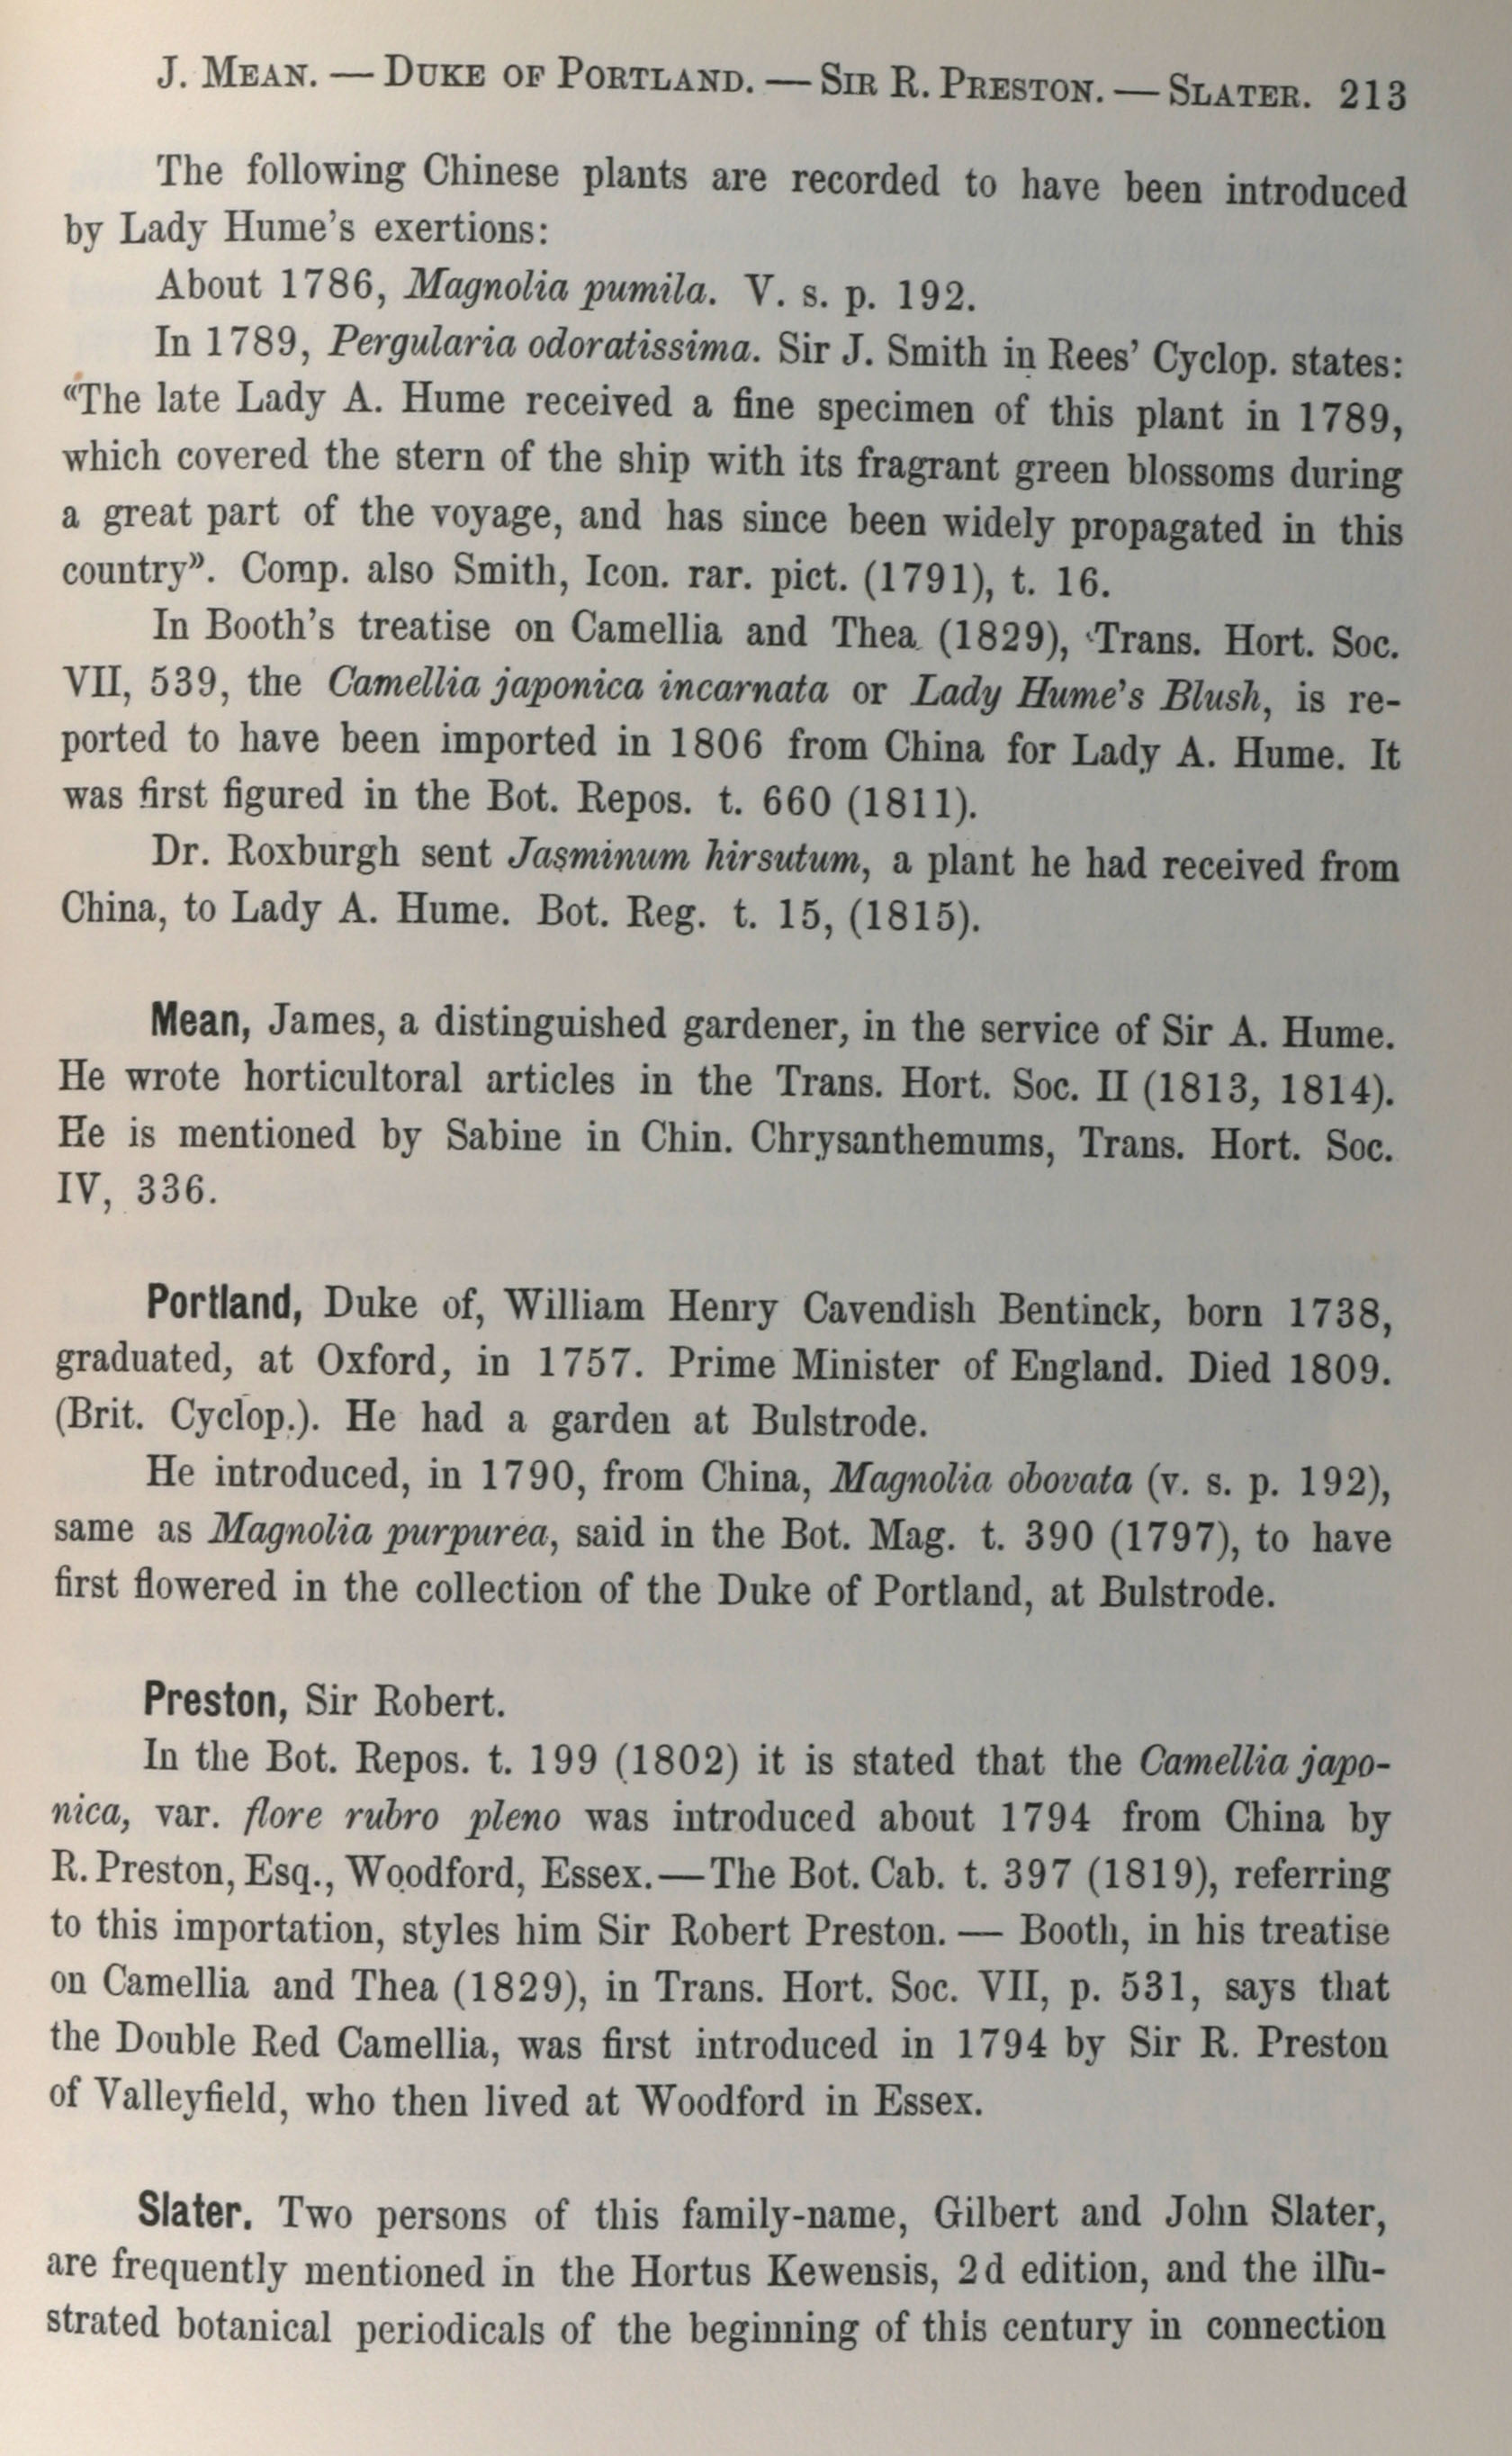 J. MEAN. — DUKE OF PORTLAND. — SIR R. PRESTON. — SLATER. 213
The following Chinese plants are recorded to have been introduced
by Lady Hume's exertions:
About 1786, Magnolia pumila. V. s. p. 192.
In 1789, Pergularia odoratissima. Sir J. Smith in Rees' Cyclop. states:
«The late Lady A. Hume received a fine specimen of this plant in 1789,
which covered the stern of the ship with its fragrant green blossoms during
a great part of the voyage, and has since been widely propagated in this
country». Comp. also Smith, Icon. rar. pict. (1791), t. 16.
In Booth's treatise on Camellia and Thea (1829), Trans. Hort. Soc.
VII, 539, the Camellia japonica incarnata or Lady Hume's Blush, is re-
ported to have been imported in 1806 from China for Lady A. Hume. It
was first figured in the Bot. Repos. t. 660 (1811).
Dr. Roxburgh sent Jasminum hirsutum, a plant he had received from
China, to Lady A. Hume. Bot. Reg. t. 15, (1815).
Mean, James, a distinguished gardener, in the service of Sir A. Hume.
He wrote horticultoral articles in the Trans. Hort. Soc. II (1813, 1814).
He is mentioned by Sabine in Chin. Chrysanthemums, Trans. Hort. Soc.
IV, 336.
Portland, Duke of, William Henry Cavendish Bentinck, born 1738,
graduated, at Oxford, in 1757. Prime Minister of England. Died 1809.
(Brit. Cyclop.). He had a garden at Bulstrode.
He introduced, in 1790, from China, Magnolia obovata (v. s. p. 192),
same as Magnolia purpurea, said in the Bot. Mag. t. 390 (1797), to have
first flowered in the collection of the Duke of Portland, at Bulstrode.
Preston, Sir Robert.
In the Bot. Repos. t. 199 (1802) it is stated that the Camellia japo-
nica, var. flore rubro pleno was introduced about 1794 from China by
R. Preston, Esq., Woodford, Essex.—The Bot. Cab. t. 397 (1819), referring
to this importation, styles him Sir Robert Preston. — Booth, in his treatise
on Camellia and Thea (1829), in Trans. Hort. Soc. VII, p. 531, says that
the Double Red Camellia, was first introduced in 1794 by Sir R. Preston
of Valleyfield, who then lived at Woodford in Essex.
Slater. Two persons of this family-name, Gilbert and John Slater,
are frequently mentioned in the Hortus Kewensis, 2d edition, and the illu-
strated botanical periodicals of the beginning of this century in connection